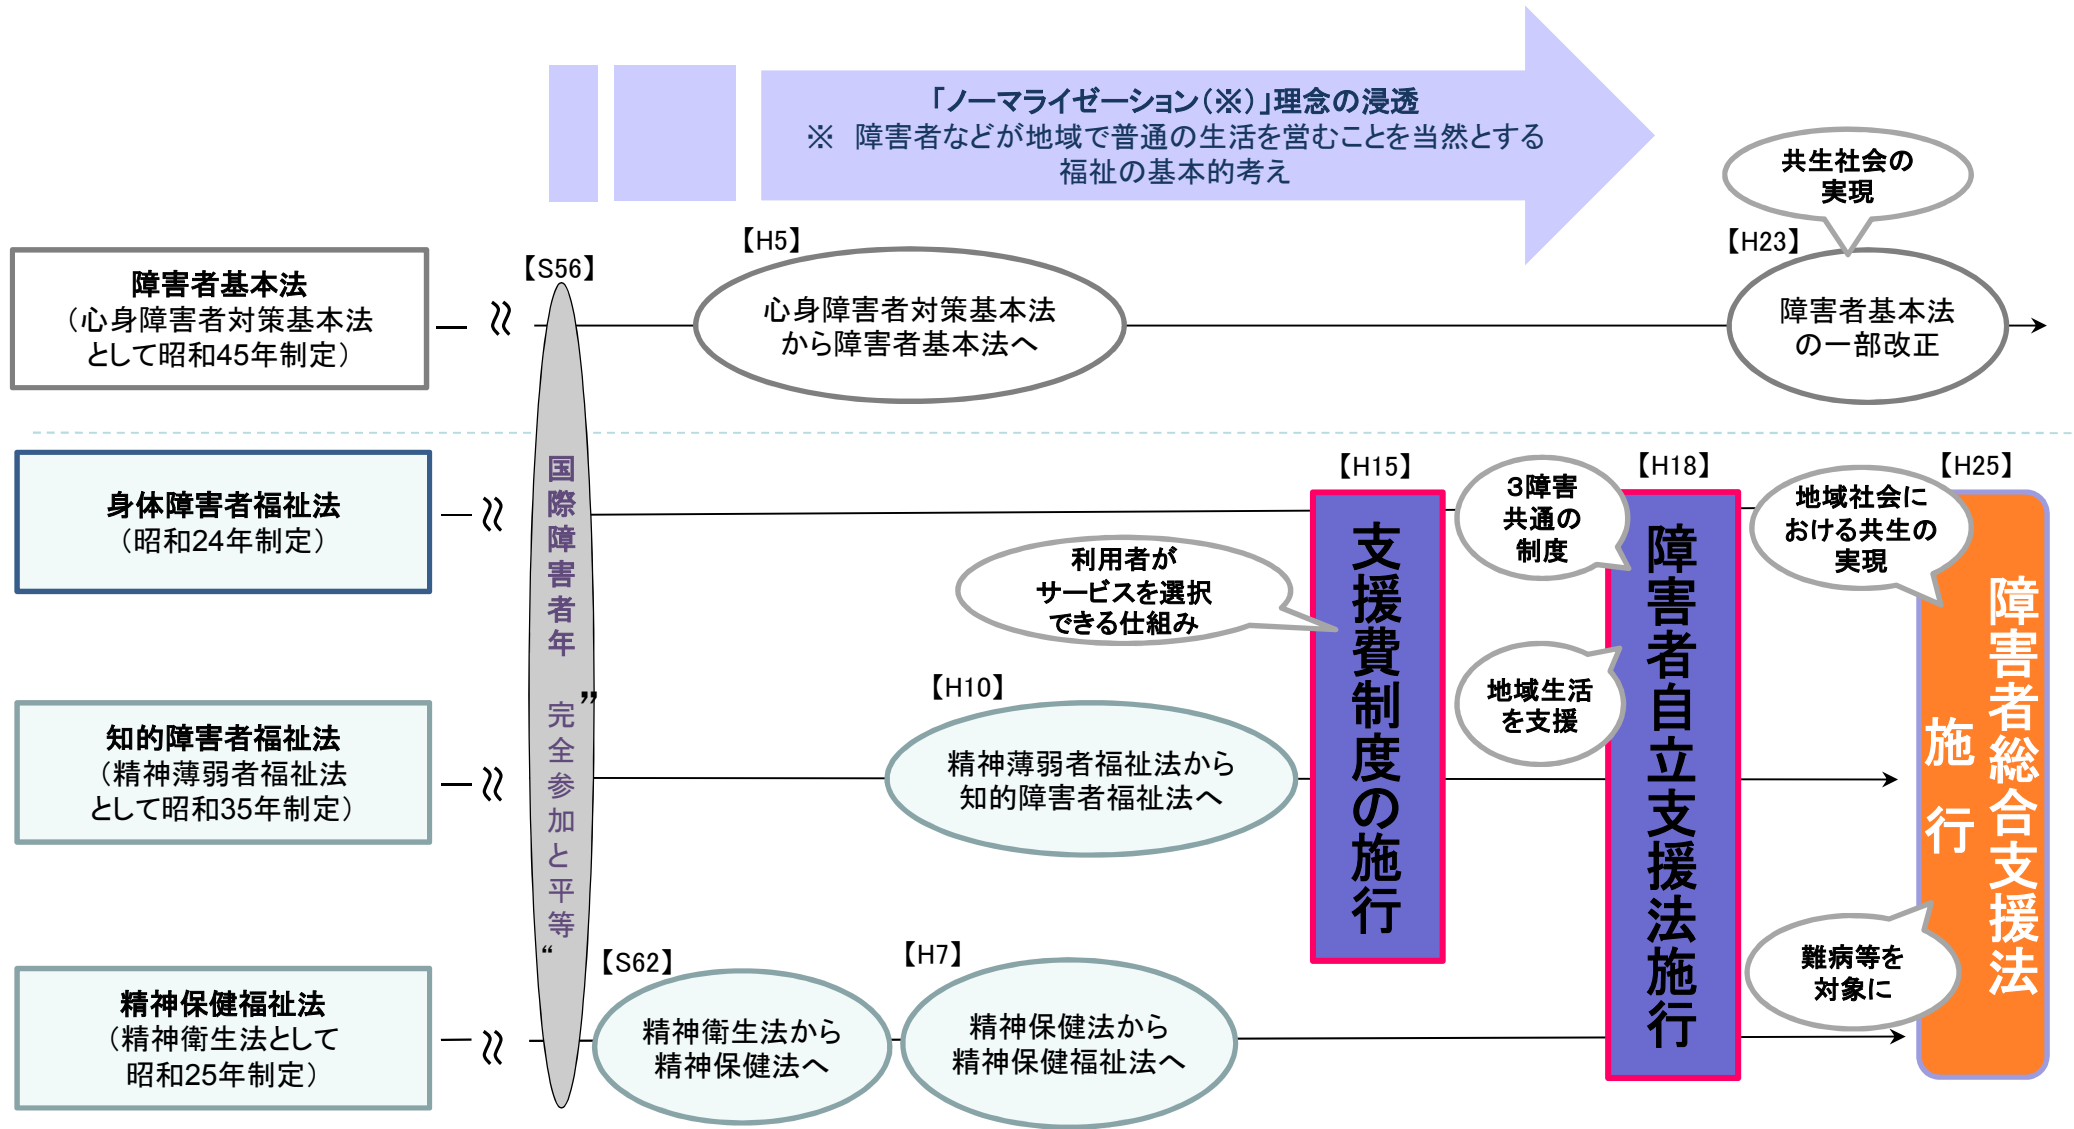 「ノーマライゼーション(※)」理念の浸透
※ 障害者などが地域で普通の生活を営むことを当然とする
福祉の基本的考え
共生社会の
実現
【H5】
【H23】
【S56】
障害者基本法
(心身障害者対策基本法
として昭和45年制定)
心身障害者対策基本法
から障害者基本法へ
障害者基本法
の一部改正
国際障害者年 ”完全参加と平等“
【H15】
【H18】
【H25】
身体障害者福祉法
(昭和24年制定)
3障害
共通の
制度
地域社会に
おける共生の
実現
利用者が
サービスを選択
できる仕組み
支援費制度の施行
障害者自立支援法施行
障害者総合支援法
施行
地域生活
を支援
【H10】
知的障害者福祉法
(精神薄弱者福祉法
として昭和35年制定)
精神薄弱者福祉法から
知的障害者福祉法へ
【S62】
【H7】
難病等を
対象に
精神保健福祉法
(精神衛生法として
昭和25年制定)
精神衛生法から
精神保健法へ
精神保健法から
精神保健福祉法へ